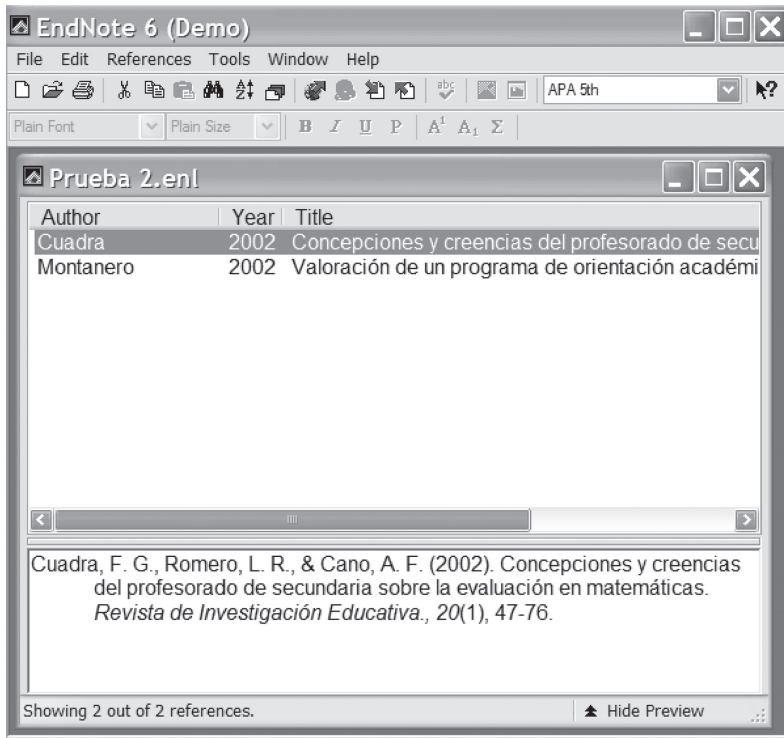 EndNote 6 (Demo)
File Edit References Tools Window Help
abc APA 5th
Plain Font Plain Size B I U P A¹ A₁ Σ
Prueba 2.enl
Author Year Title
Cuadra 2002 Concepciones y creencias del profesorado de secu
Montanero 2002 Valoración de un programa de orientación académi
Cuadra, F. G., Romero, L. R., & Cano, A. F. (2002). Concepciones y creencias
del profesorado de secundaria sobre la evaluación en matemáticas.
Revista de Investigación Educativa., 20(1), 47-76.
Showing 2 out of 2 references. Hide Preview